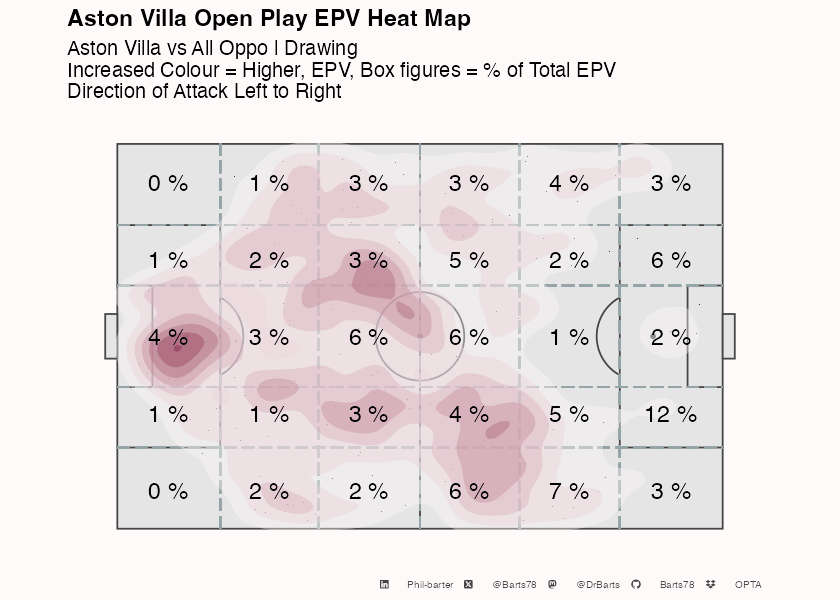 Aston Villa Open Play EPV Heat Map
Aston Villa vs All Oppo I Drawing
Increased Colour = Higher, EPV, Box figures = % of Total EPV
Direction of Attack Left to Right
0 % 1 % 3 % 3 % 4 % 3 %
1 % 2 % 3 % 5 % 2 % 6 %
4 % 3 % 6 % 6 % 1 % 2 %
1 % 1 % 3 % 4 % 5 % 12 %
0 % 2 % 2 % 6 % 7 % 3 %
Phil-barter @Barts78 @DrBarts Barts78 OPTA